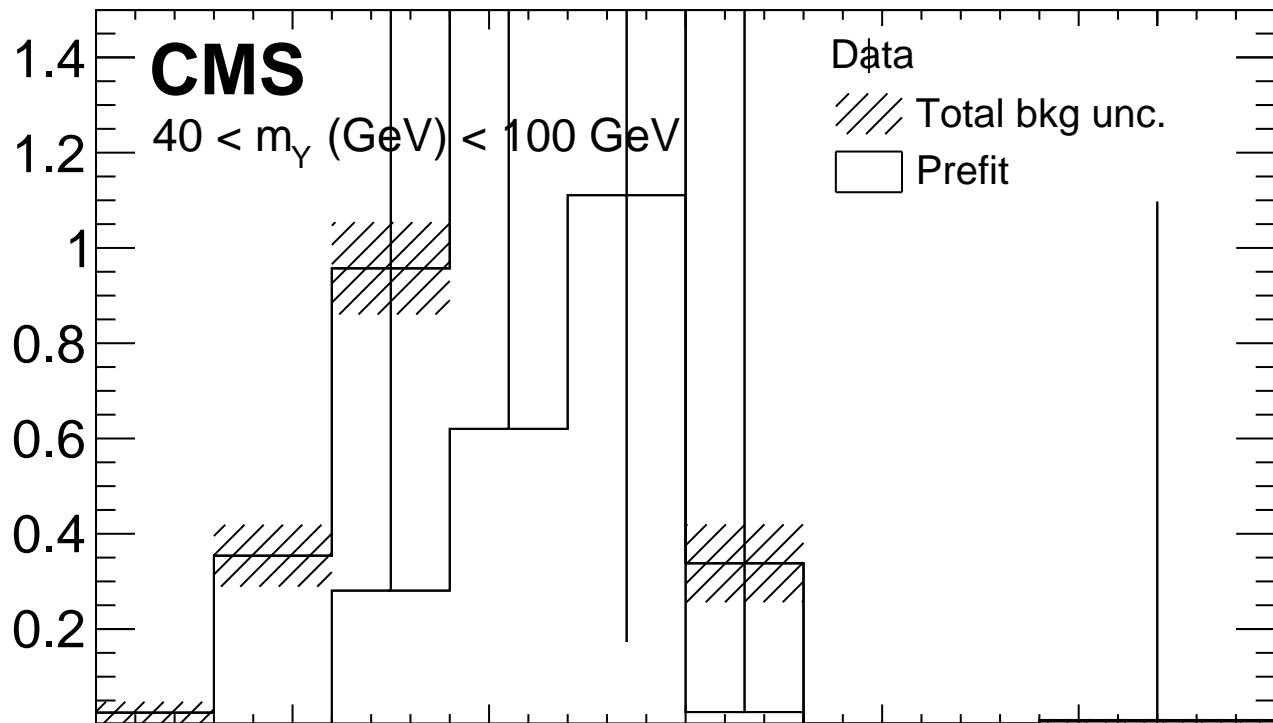 CMS
40 < m_Y (GeV) < 100 GeV
Data
Total bkg unc.
Prefit
1.4
1.2
1
0.8
0.6
0.4
0.2